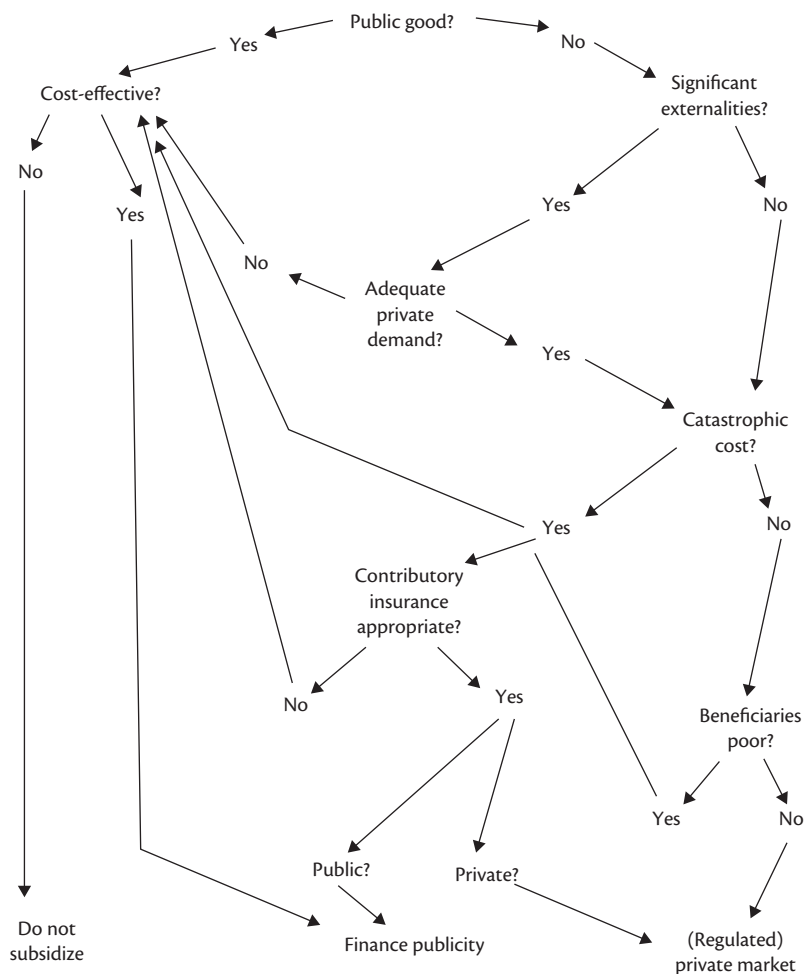 Public good?
Yes
No
Cost-effective?
Significant
externalities?
No
Yes
Yes
No
No
Adequate
private
demand?
Yes
Catastrophic
cost?
Yes
No
Contributory
insurance
appropriate?
No
Yes
Beneficiaries
poor?
Yes
No
Public?
Private?
Do not
subsidize
Finance publicity
(Regulated)
private market